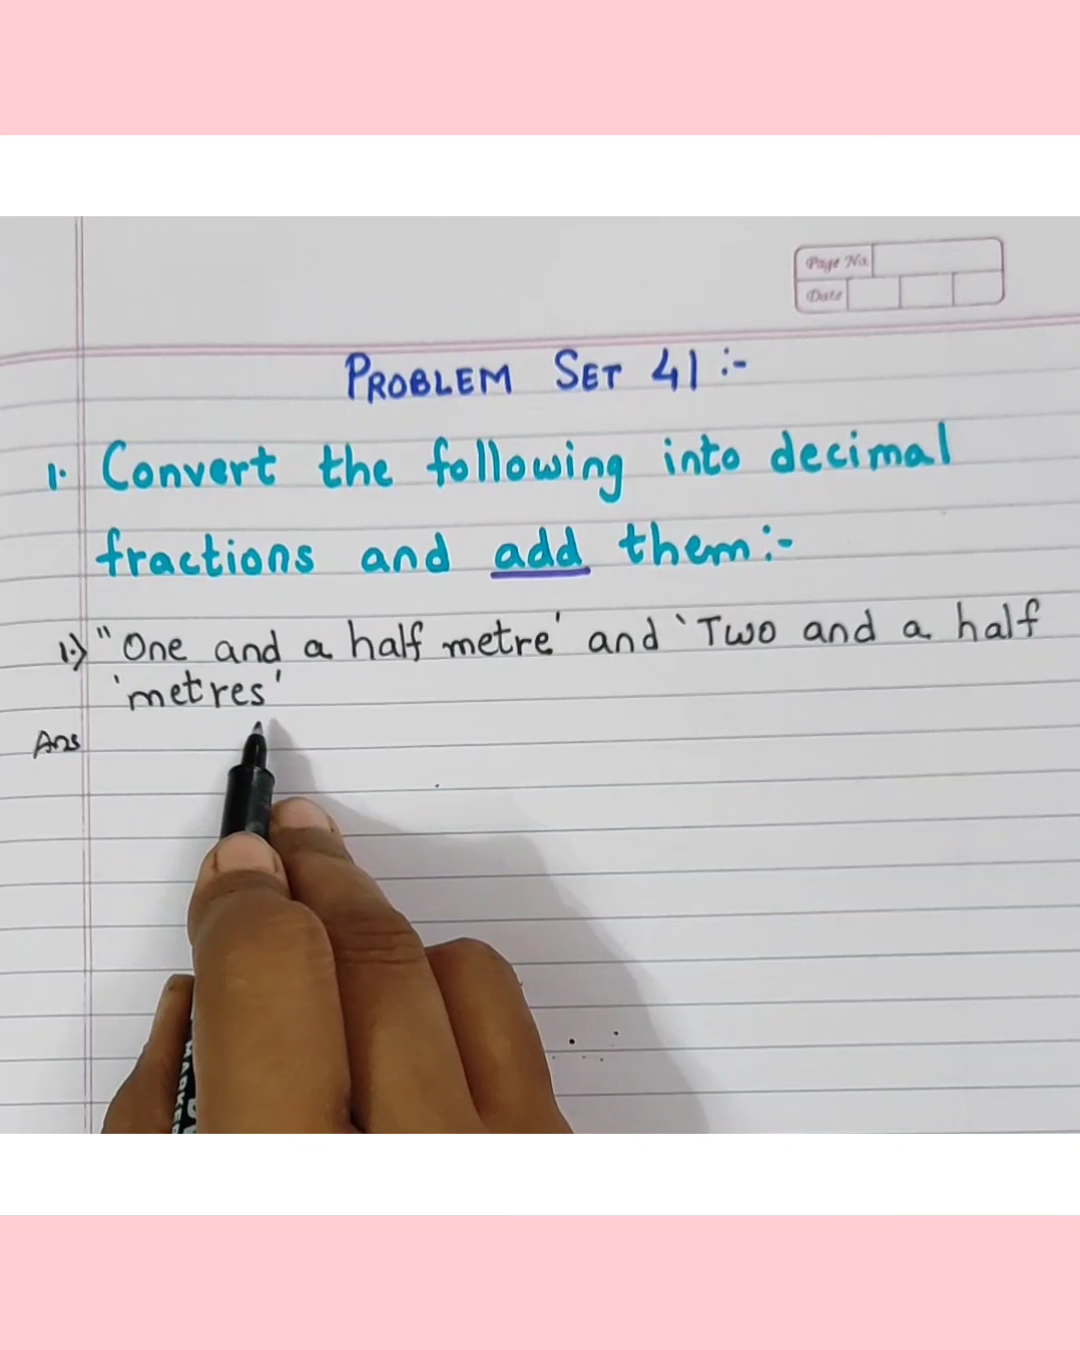 Page No.
Date
PROBLEM SET 41 :-
1. Convert the following into decimal
fractions and add them:-
1.) "One and a half metre' and `Two and a half
'metres'
Ans